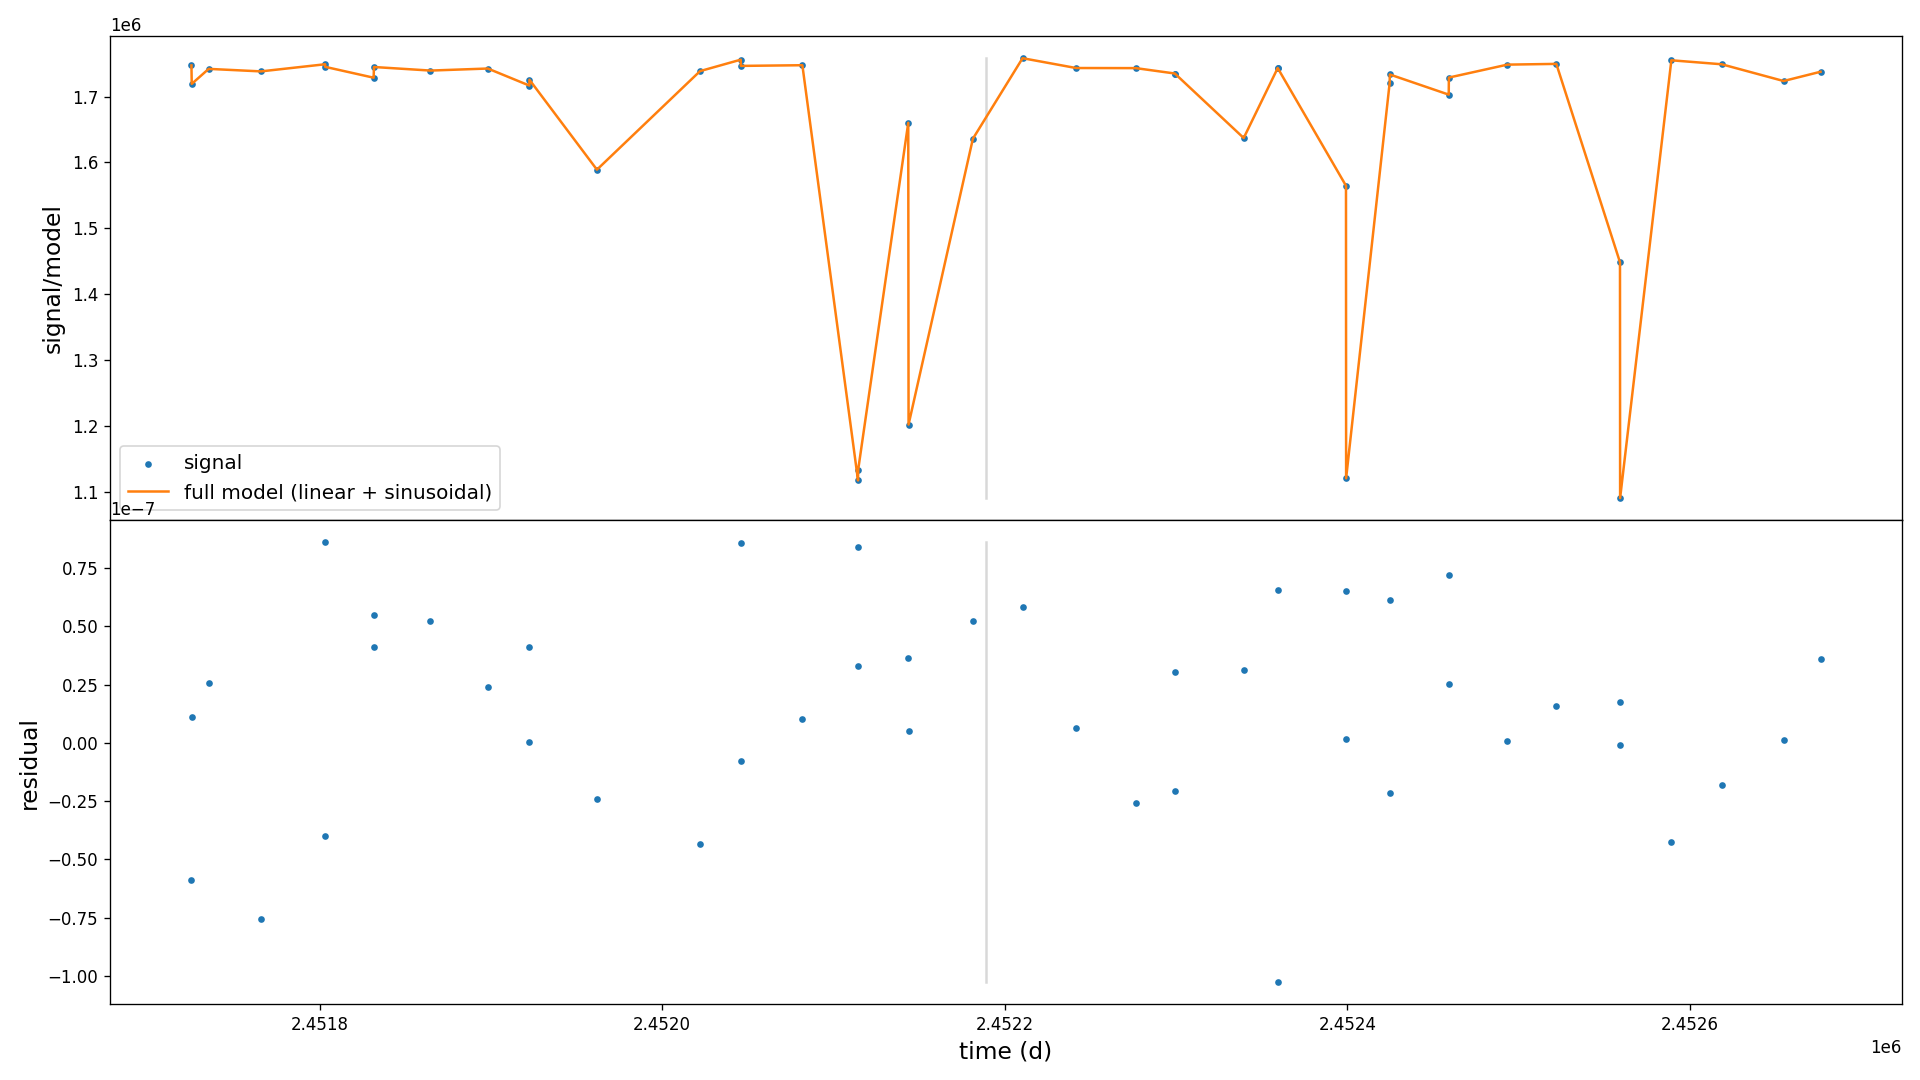 1e6
1.7
1.6
1.5
1.4
1.3
1.2
1.1
signal/model
signal
full model (linear + sinusoidal)
1e−7
0.75
0.50
0.25
0.00
−0.25
−0.50
−0.75
−1.00
residual
2.4518
2.4520
2.4522
2.4524
2.4526
time (d)
1e6